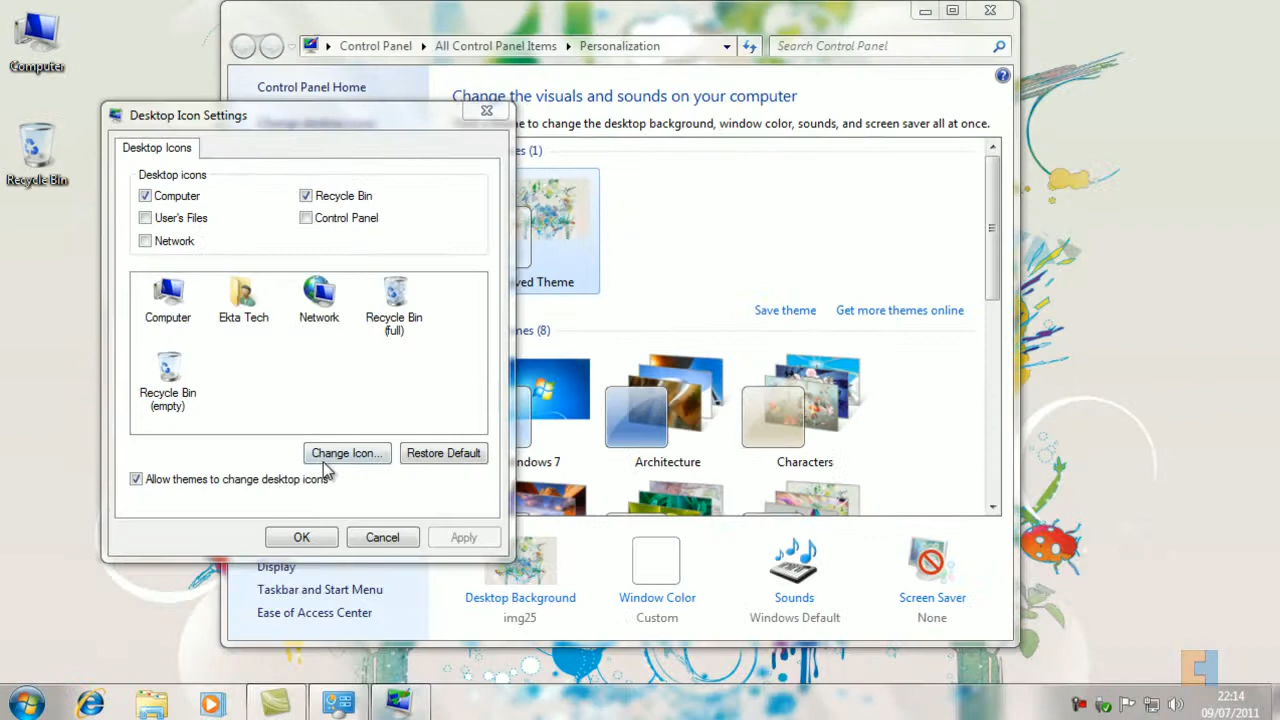 Computer
Recycle Bin
Control Panel
All Control Panel Items
Personalization
Search Control Panel
Control Panel Home
Change the visuals and sounds on your computer
to change the desktop background, window color, sounds, and screen saver all at once.
(1)
ved Theme
Save theme
Get more themes online
(8)
ndows 7
Architecture
Characters
Desktop Icon Settings
Desktop Icons
Desktop icons
Computer
Recycle Bin
User's Files
Control Panel
Network
Computer
Ekta Tech
Network
Recycle Bin
(full)
Recycle Bin
(empty)
Change Icon...
Restore Default
Allow themes to change desktop icons
OK
Cancel
Apply
Display
Taskbar and Start Menu
Ease of Access Center
Desktop Background
img25
Window Color
Custom
Sounds
Windows Default
Screen Saver
None
22:14
09/07/2011